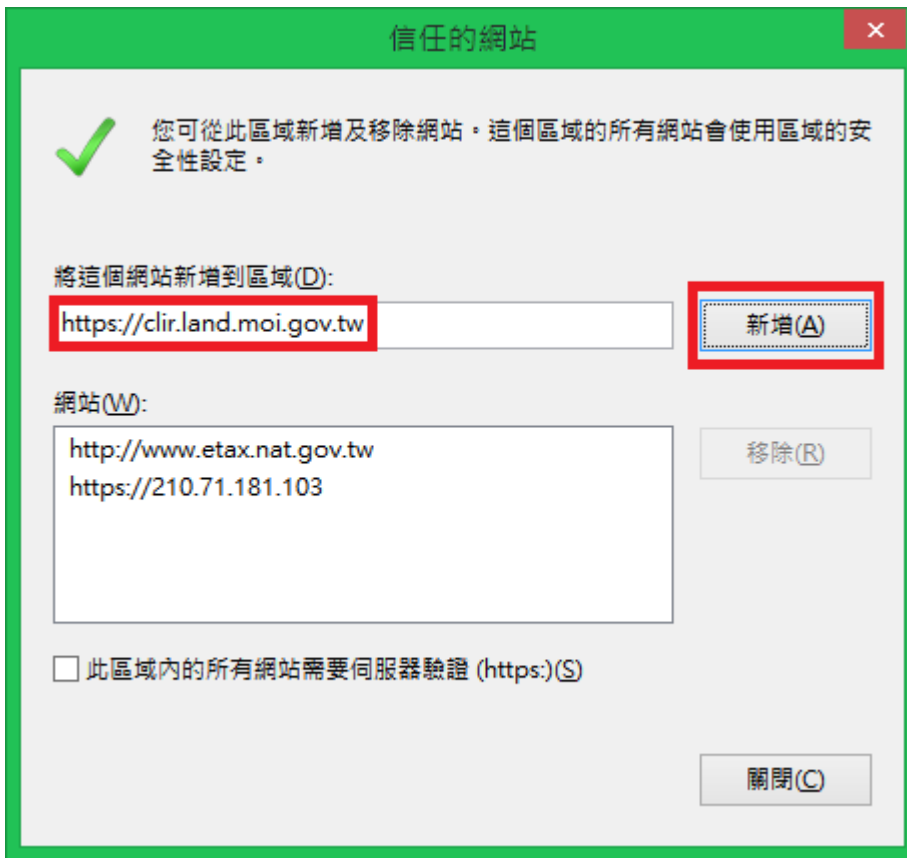 信任的網站
您可從此區域新增及移除網站。這個區域的所有網站會使用區域的安
全性設定。
將這個網站新增到區域(D):
https://clir.land.moi.gov.tw
新增(A)
網站(W):
http://www.etax.nat.gov.tw
https://210.71.181.103
移除(R)
此區域內的所有網站需要伺服器驗證 (https:)(S)
關閉(C)